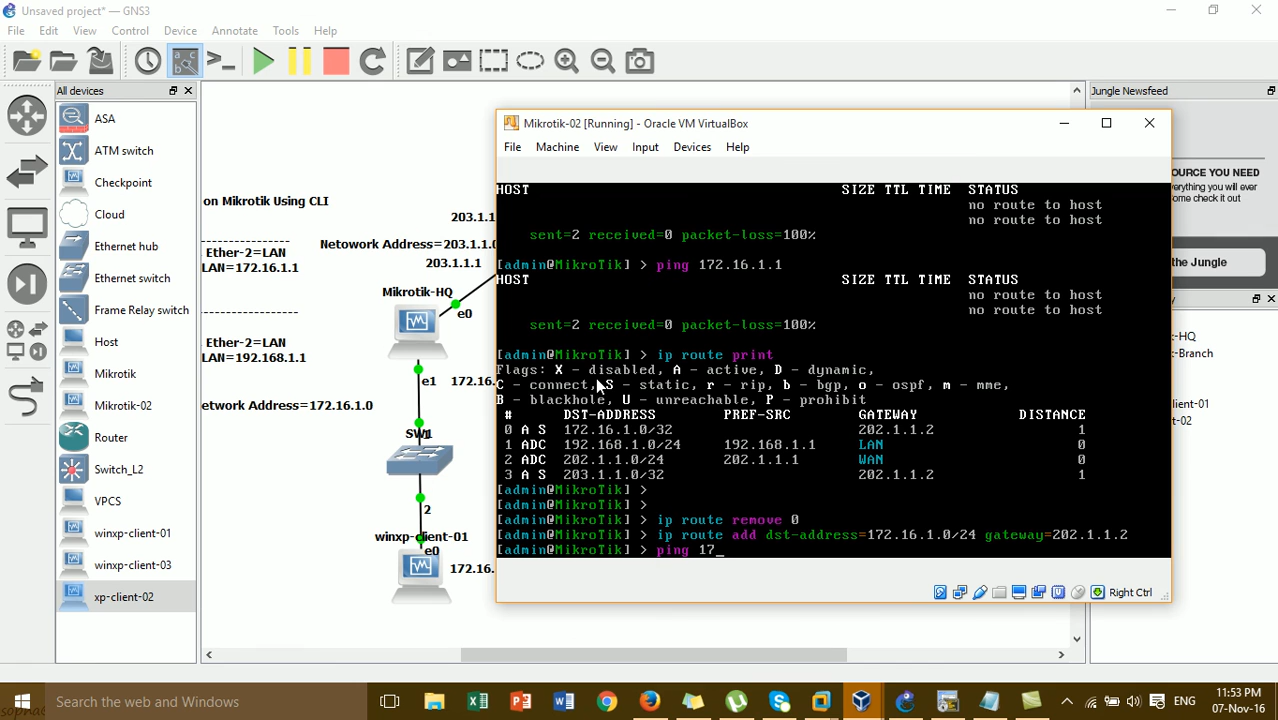 Unsaved project* — GNS3
File Edit View Control Device Annotate Tools Help
All devices
ASA
ATM switch
Checkpoint
Cloud
Ethernet hub
Ethernet switch
Frame Relay switch
Host
Mikrotik
Mikrotik-02
Router
Switch_L2
VPCS
winxp-client-01
winxp-client-03
xp-client-02
on Mikrotik Using CLI
203.1.1
Ether-2=LAN
LAN=172.16.1.1
Netowork Address=203.1.1.0
203.1.1.1
Mikrotik-HQ
e0
Ether-2=LAN
LAN=192.168.1.1
e1
172.16
etwork Address=172.16.1.0
SW1
1
2
winxp-client-01
e0
172.16.
Mikrotik-02 [Running] - Oracle VM VirtualBox
File Machine View Input Devices Help
HOST SIZE TTL TIME STATUS
no route to host
no route to host
sent=2 received=0 packet-loss=100%
[admin@MikroTik] > ping 172.16.1.1
HOST SIZE TTL TIME STATUS
no route to host
no route to host
sent=2 received=0 packet-loss=100%
[admin@MikroTik] > ip route print
Flags: X - disabled, A - active, D - dynamic,
C - connect, S - static, r - rip, b - bgp, o - ospf, m - mme,
B - blackhole, U - unreachable, P - prohibit
# DST-ADDRESS PREF-SRC GATEWAY DISTANCE
0 A S 172.16.1.0/32 202.1.1.2 1
1 ADC 192.168.1.0/24 192.168.1.1 LAN 0
2 ADC 202.1.1.0/24 202.1.1.1 WAN 0
3 A S 203.1.1.0/32 202.1.1.2 1
[admin@MikroTik] >
[admin@MikroTik] >
[admin@MikroTik] > ip route remove 0
[admin@MikroTik] > ip route add dst-address=172.16.1.0/24 gateway=202.1.1.2
[admin@MikroTik] > ping 17_
Right Ctrl
Jungle Newsfeed
OURCE YOU NEED
verything you will ever
ome check it out
the Jungle
y
-HQ
-Branch
ient-01
t-02
Search the web and Windows
ENG
11:53 PM
07-Nov-16